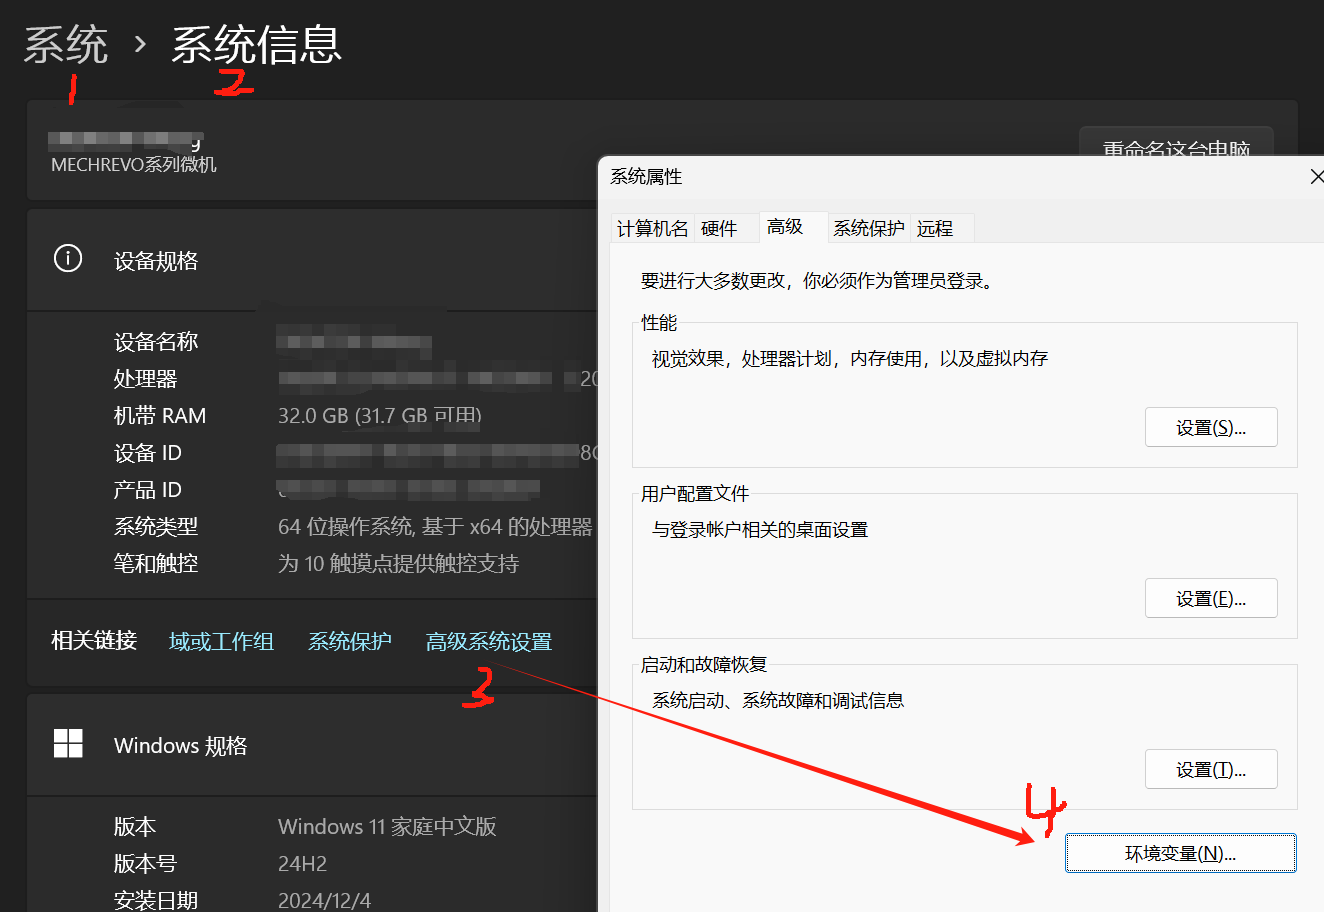 系统 › 系统信息
1 2
MECHREVO系列微机
重命名这台电脑
设备规格
设备名称
处理器
机带 RAM 32.0 GB (31.7 GB 可用)
设备 ID
产品 ID
系统类型 64 位操作系统, 基于 x64 的处理器
笔和触控 为 10 触摸点提供触控支持
相关链接 域或工作组 系统保护 高级系统设置
3
Windows 规格
版本 Windows 11 家庭中文版
版本号 24H2
安装日期 2024/12/4
系统属性
计算机名 硬件 高级 系统保护 远程
要进行大多数更改，你必须作为管理员登录。
性能
视觉效果，处理器计划，内存使用，以及虚拟内存
设置(S)...
用户配置文件
与登录帐户相关的桌面设置
设置(E)...
启动和故障恢复
系统启动、系统故障和调试信息
设置(T)...
4
环境变量(N)...